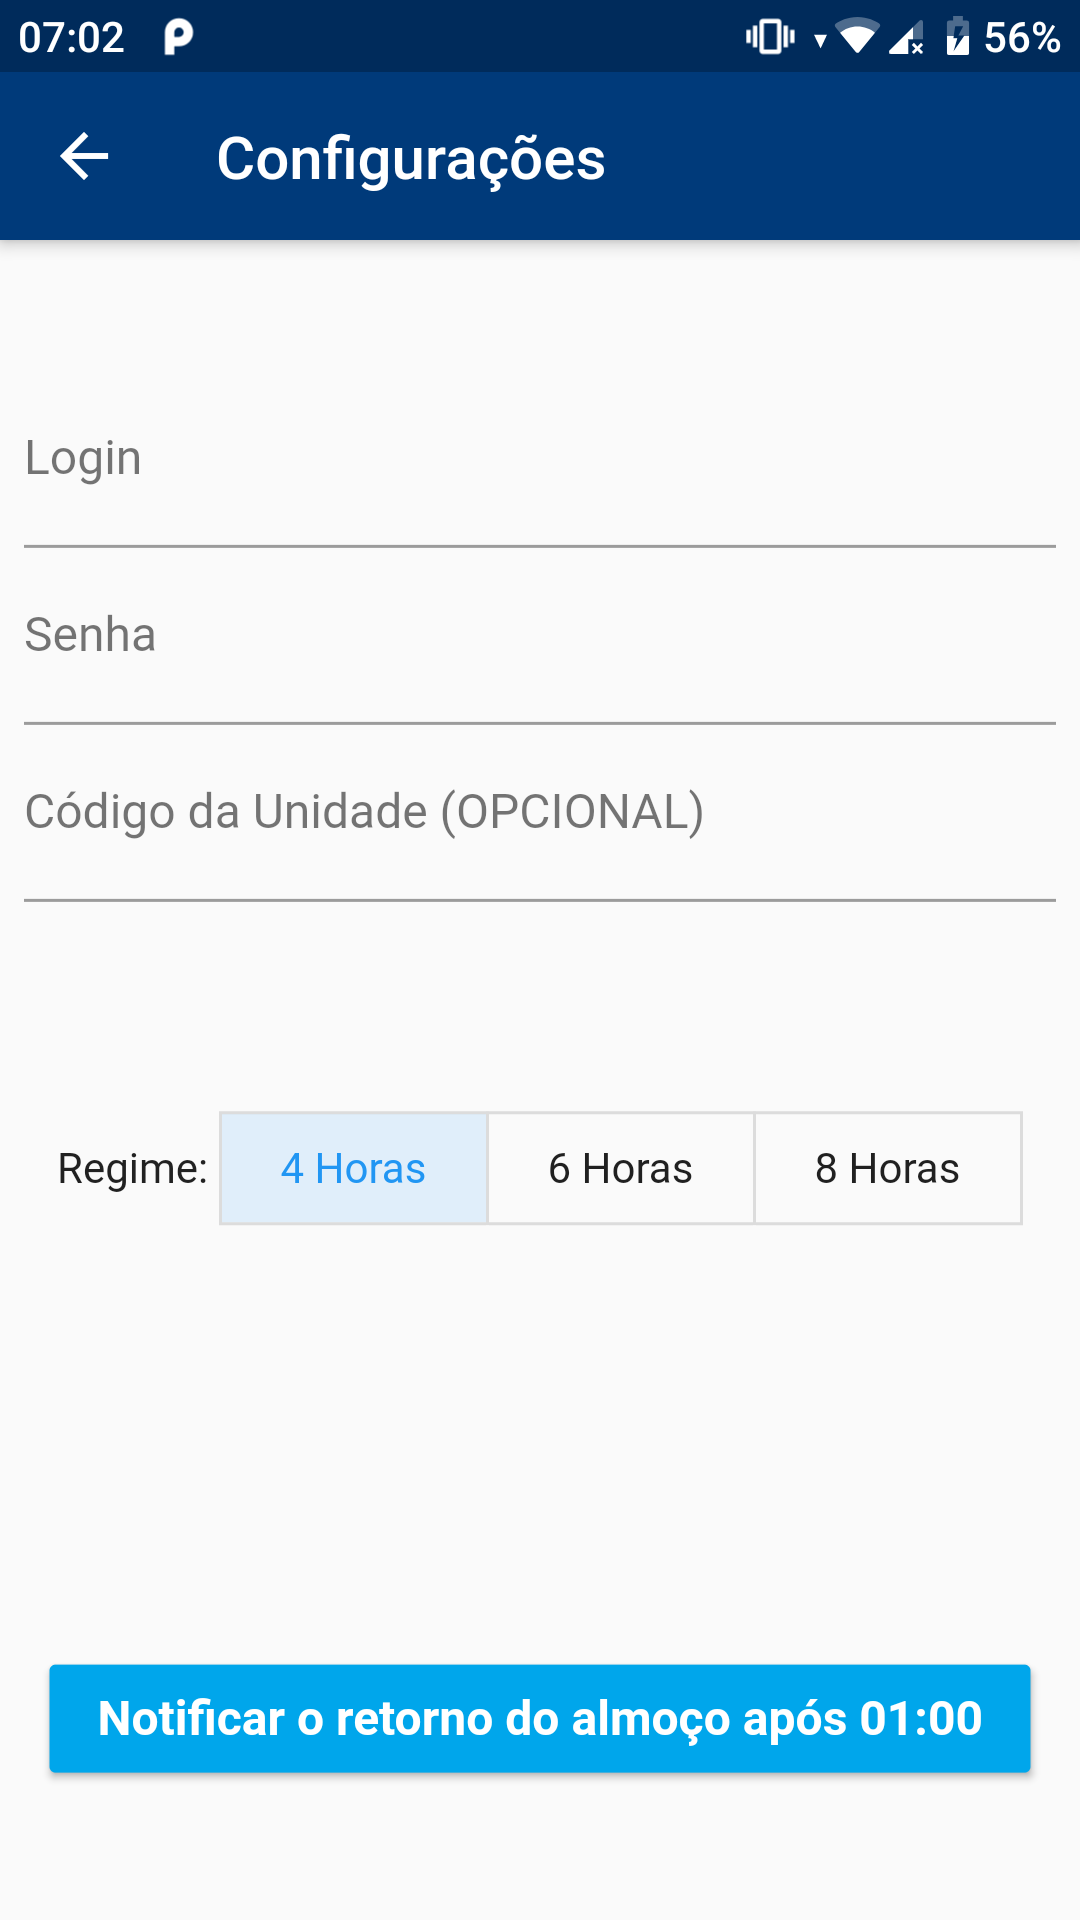 07:02 56%
Configurações
Login
Senha
Código da Unidade (OPCIONAL)
Regime: 4 Horas 6 Horas 8 Horas
Notificar o retorno do almoço após 01:00